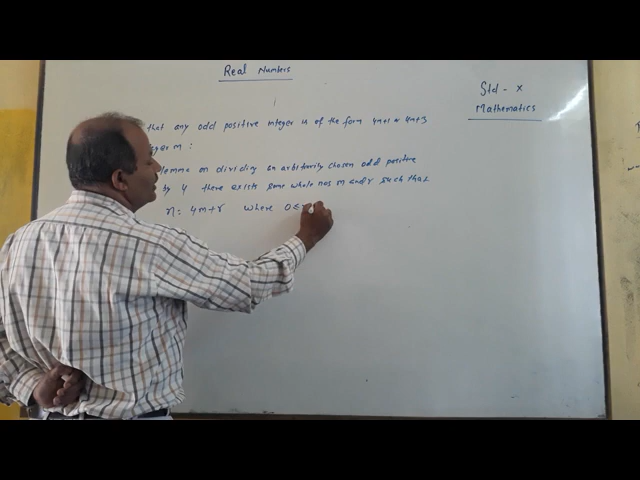 Real Numbers
Std - X
Mathematics
that any odd positive integer is of the form 4m+1 or 4m+3
m :
lemma on dividing an arbitrarily chosen odd positive
by 4 there exists some whole nos m and r such that
n = 4m+r where 0≤